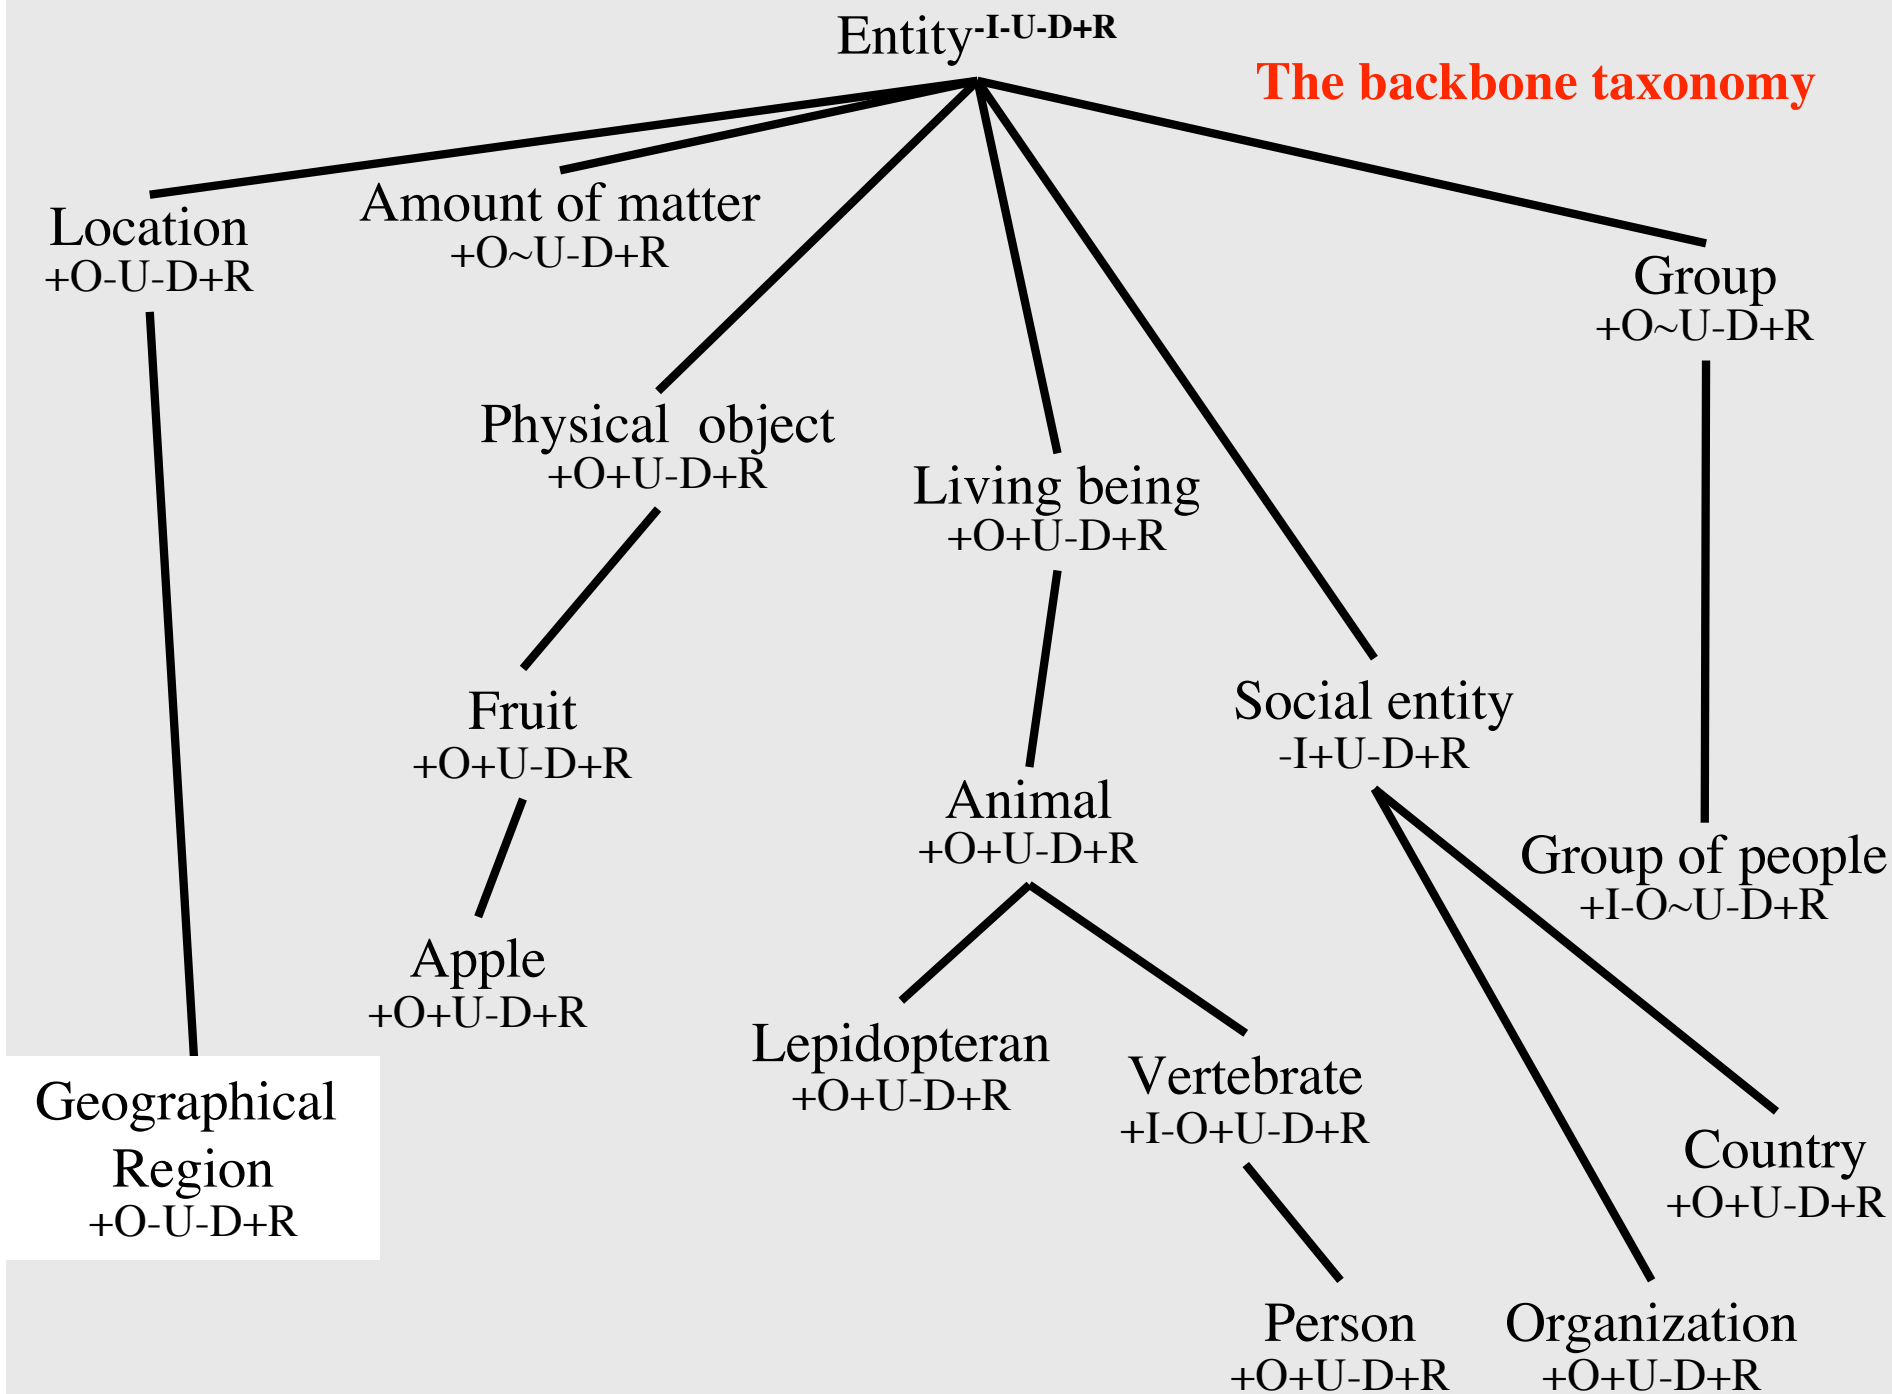 Entity-I-U-D+R
The backbone taxonomy
Location
+O-U-D+R
Amount of matter
+O~U-D+R
Group
+O~U-D+R
Physical object
+O+U-D+R
Living being
+O+U-D+R
Fruit
+O+U-D+R
Social entity
-I+U-D+R
Animal
+O+U-D+R
Group of people
+I-O~U-D+R
Apple
+O+U-D+R
Lepidopteran
+O+U-D+R
Vertebrate
+I-O+U-D+R
Geographical
Region
+O-U-D+R
Country
+O+U-D+R
Person
+O+U-D+R
Organization
+O+U-D+R